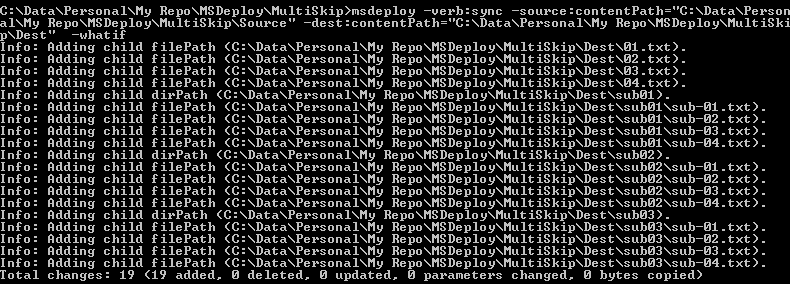 C:\Data\Personal\My Repo\MSDeploy\MultiSkip>msdeploy -verb:sync -source:contentPath="C:\Data\Person
al\My Repo\MSDeploy\MultiSkip\Source" -dest:contentPath="C:\Data\Personal\My Repo\MSDeploy\MultiSki
p\Dest"  -whatif
Info: Adding child filePath (C:\Data\Personal\My Repo\MSDeploy\MultiSkip\Dest\01.txt).
Info: Adding child filePath (C:\Data\Personal\My Repo\MSDeploy\MultiSkip\Dest\02.txt).
Info: Adding child filePath (C:\Data\Personal\My Repo\MSDeploy\MultiSkip\Dest\03.txt).
Info: Adding child filePath (C:\Data\Personal\My Repo\MSDeploy\MultiSkip\Dest\04.txt).
Info: Adding child dirPath (C:\Data\Personal\My Repo\MSDeploy\MultiSkip\Dest\sub01).
Info: Adding child filePath (C:\Data\Personal\My Repo\MSDeploy\MultiSkip\Dest\sub01\sub-01.txt).
Info: Adding child filePath (C:\Data\Personal\My Repo\MSDeploy\MultiSkip\Dest\sub01\sub-02.txt).
Info: Adding child filePath (C:\Data\Personal\My Repo\MSDeploy\MultiSkip\Dest\sub01\sub-03.txt).
Info: Adding child filePath (C:\Data\Personal\My Repo\MSDeploy\MultiSkip\Dest\sub01\sub-04.txt).
Info: Adding child dirPath (C:\Data\Personal\My Repo\MSDeploy\MultiSkip\Dest\sub02).
Info: Adding child filePath (C:\Data\Personal\My Repo\MSDeploy\MultiSkip\Dest\sub02\sub-01.txt).
Info: Adding child filePath (C:\Data\Personal\My Repo\MSDeploy\MultiSkip\Dest\sub02\sub-02.txt).
Info: Adding child filePath (C:\Data\Personal\My Repo\MSDeploy\MultiSkip\Dest\sub02\sub-03.txt).
Info: Adding child filePath (C:\Data\Personal\My Repo\MSDeploy\MultiSkip\Dest\sub02\sub-04.txt).
Info: Adding child dirPath (C:\Data\Personal\My Repo\MSDeploy\MultiSkip\Dest\sub03).
Info: Adding child filePath (C:\Data\Personal\My Repo\MSDeploy\MultiSkip\Dest\sub03\sub-01.txt).
Info: Adding child filePath (C:\Data\Personal\My Repo\MSDeploy\MultiSkip\Dest\sub03\sub-02.txt).
Info: Adding child filePath (C:\Data\Personal\My Repo\MSDeploy\MultiSkip\Dest\sub03\sub-03.txt).
Info: Adding child filePath (C:\Data\Personal\My Repo\MSDeploy\MultiSkip\Dest\sub03\sub-04.txt).
Total changes: 19 (19 added, 0 deleted, 0 updated, 0 parameters changed, 0 bytes copied)